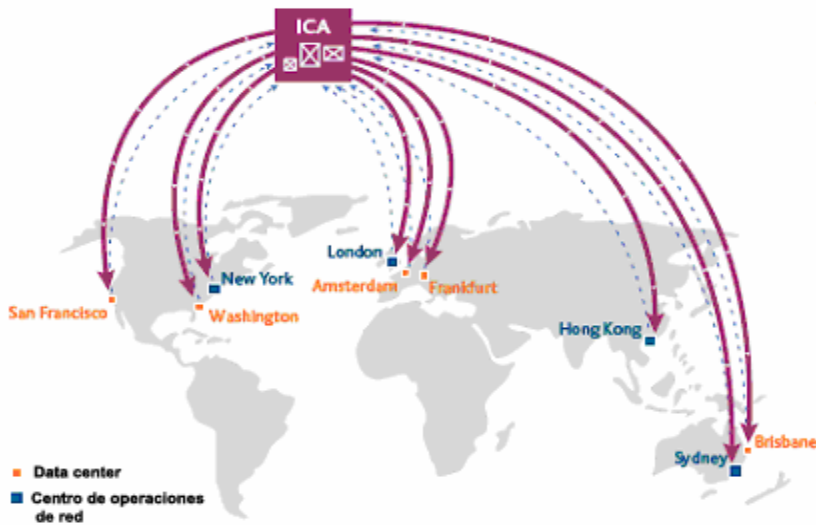 ICA
London
New York
Amsterdam
Frankfurt
San Francisco
Washington
Hong Kong
Brisbane
Sydney
Data center
Centro de operaciones
de red